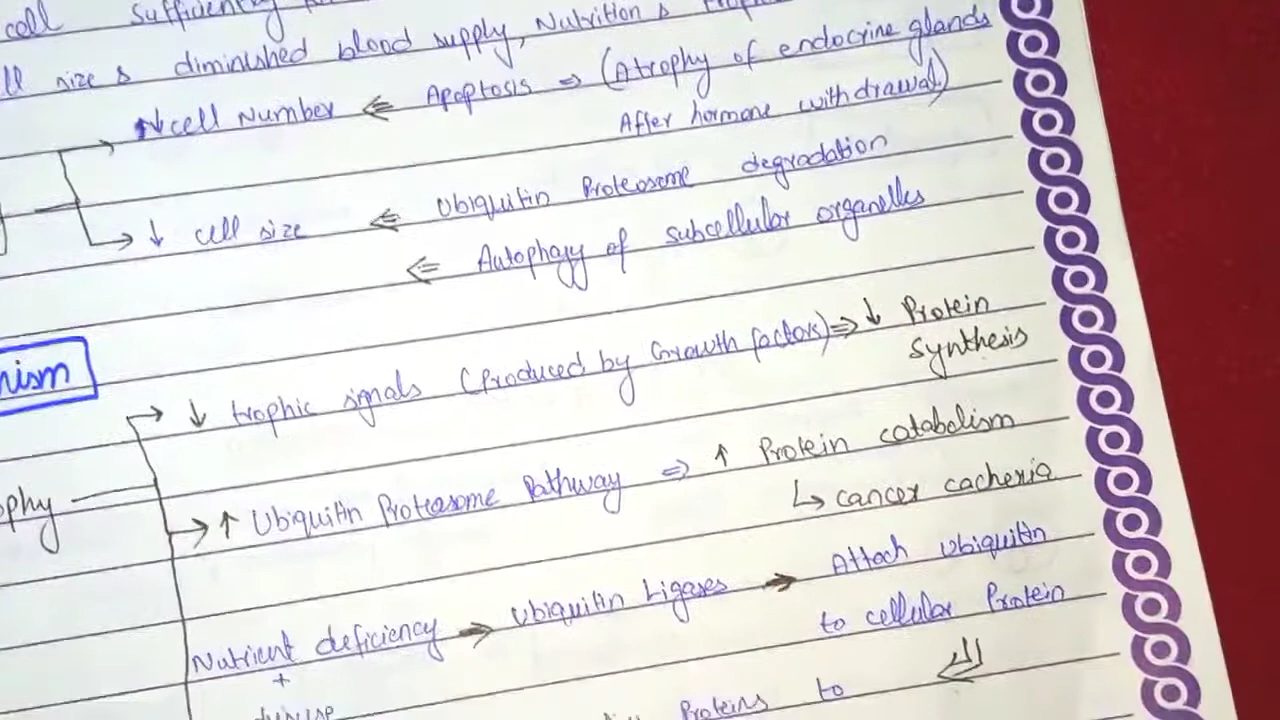 cell sufficiently
size & diminished blood supply, Nutrition &
↓ cell Number ⇐ Apoptosis ⇒ (Atrophy of endocrine glands
After hormone withdrawal)
↓ cell size ⇐ Ubiquitin Proteosome degradation
⇐ Autophagy of subcellular organelles
nism
↓ trophic signals (Produced by Growth factors) ⇒ ↓ Protein
synthesis
ophy
↑ Ubiquitin Proteasome Pathway ⇒ ↑ Protein catabolism
↳ cancer cachexia
Nutrient deficiency → Ubiquitin Ligases → Attach Ubiquitin
to cellular Protein
+
Proteins to